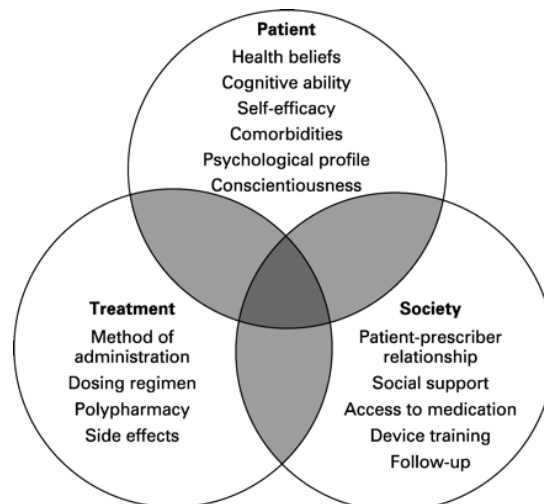 Patient
Health beliefs
Cognitive ability
Self-efficacy
Comorbidities
Psychological profile
Conscientiousness
Treatment
Method of
administration
Dosing regimen
Polypharmacy
Side effects
Society
Patient-prescriber
relationship
Social support
Access to medication
Device training
Follow-up